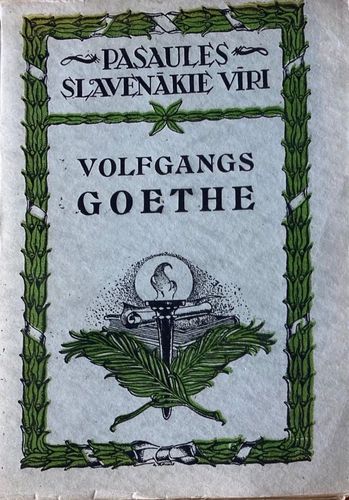 PASAULES
SLAVENĀKIE VĪRI
VOLFGANGS
GOETHE